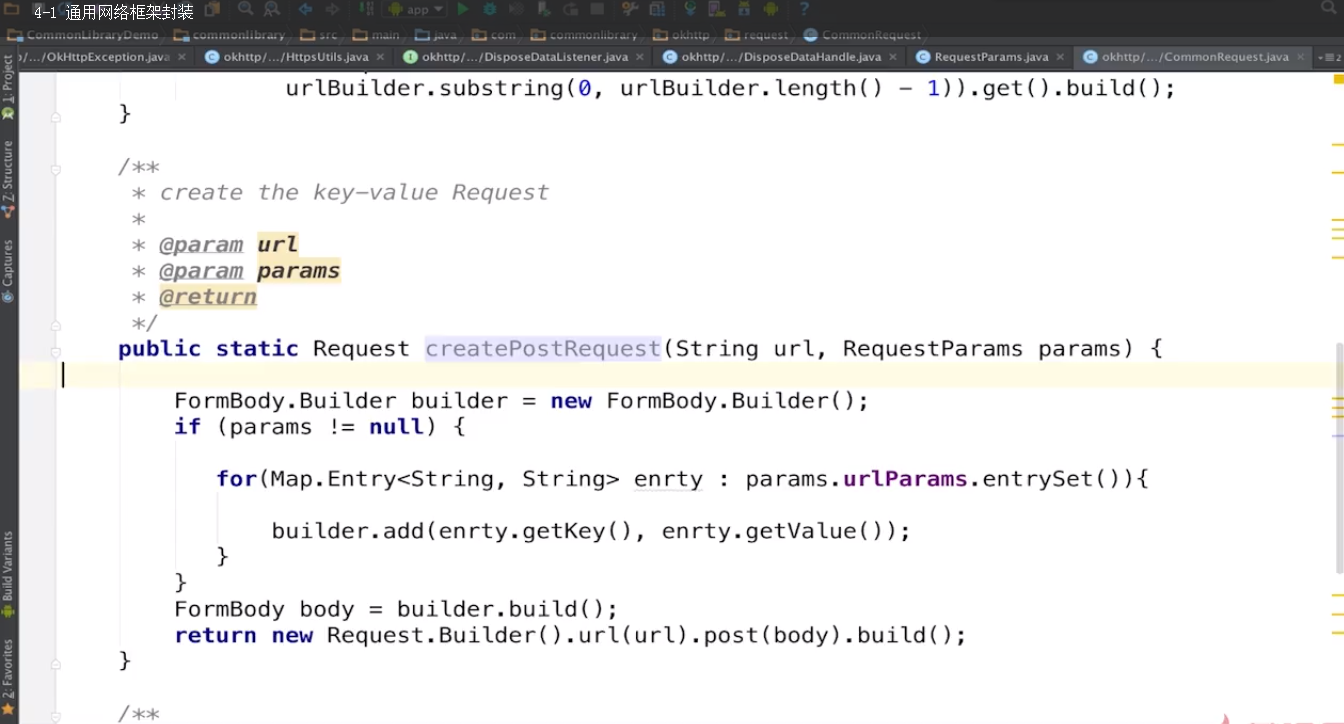 4-1 通用网络框架封装
app
CommonLibraryDemo commonlibrary src main java com commonlibrary okhttp request CommonRequest
/.../OkHttpException.java okhttp/.../HttpsUtils.java okhttp/.../DisposeDataListener.java okhttp/.../DisposeDataHandle.java RequestParams.java okhttp/.../CommonRequest.java
1: Project
urlBuilder.substring(0, urlBuilder.length() - 1)).get().build();
}
7: Structure
/**
* create the key-value Request
*
* @param url
* @param params
* @return
*/
Captures
public static Request createPostRequest(String url, RequestParams params) {
FormBody.Builder builder = new FormBody.Builder();
if (params != null) {
for(Map.Entry<String, String> enrty : params.urlParams.entrySet()){
builder.add(enrty.getKey(), enrty.getValue());
}
}
Build Variants
FormBody body = builder.build();
return new Request.Builder().url(url).post(body).build();
}
2: Favorites
/**